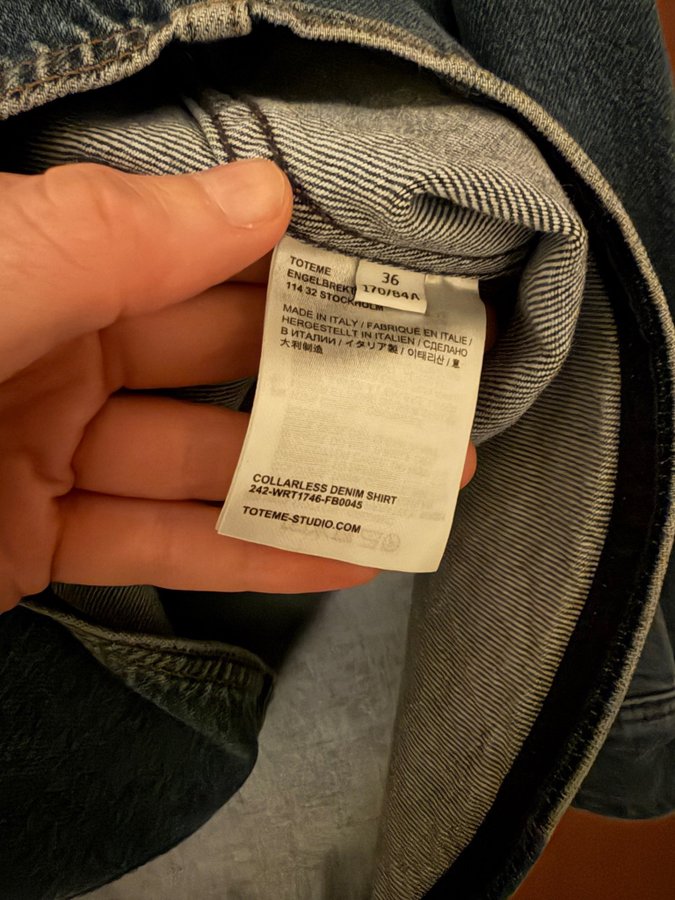 TOTEME
ENGELBREKT
114 32 STOCKHOLM
36
170/84A
MADE IN ITALY / FABRIQUÉ EN ITALIE /
HERGESTELLT IN ITALIEN / СДЕЛАНО
В ИТАЛИИ / イタリア製 / 이태리산 / 意
大利制造
COLLARLESS DENIM SHIRT
242-WRT1746-FB0045
TOTEME-STUDIO.COM